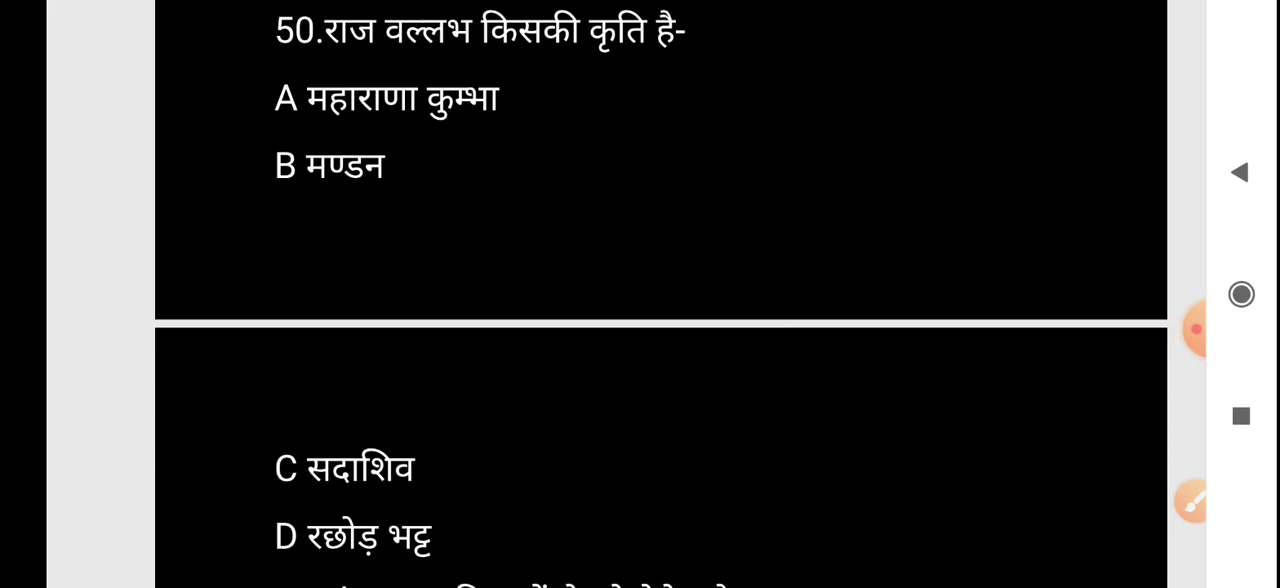 50.राज वल्लभ किसकी कृति है-
A महाराणा कुम्भा
B मण्डन
C सदाशिव
D रछोड़ भट्ट